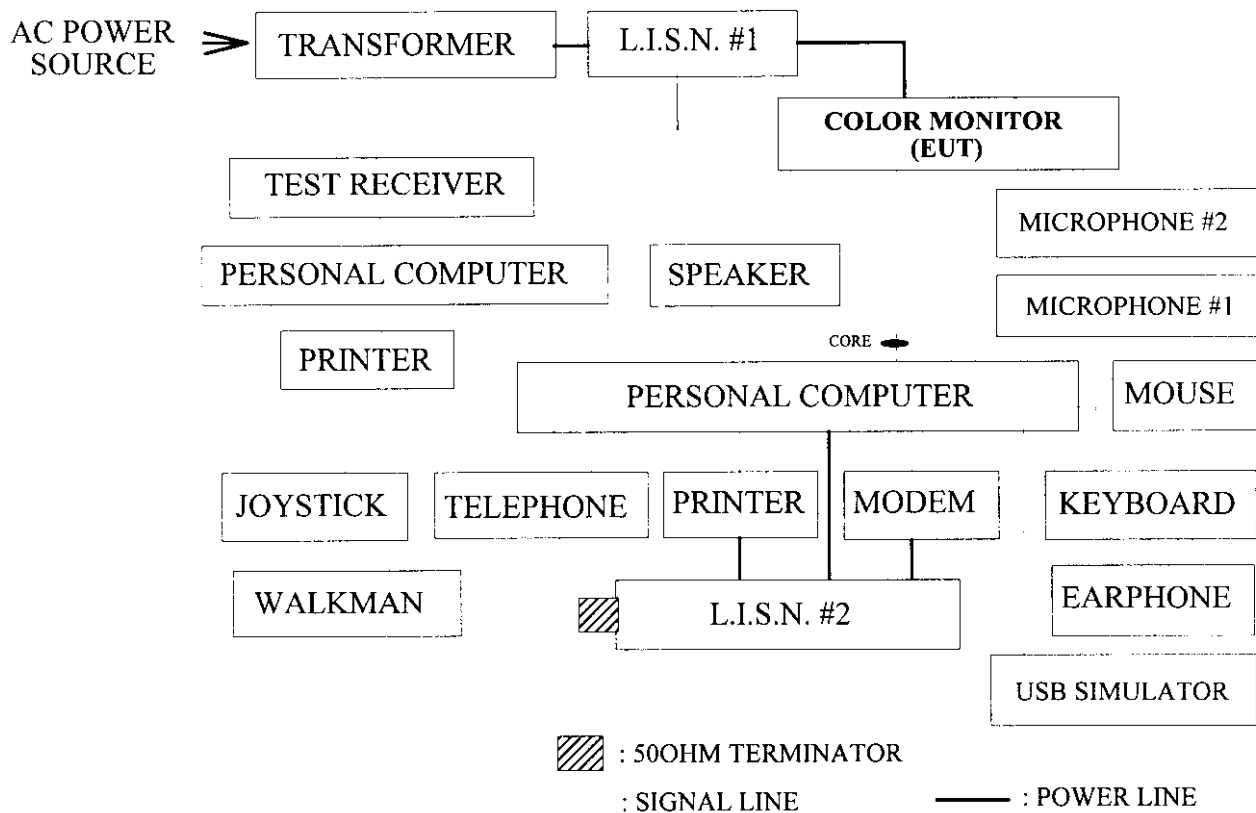 AC POWER
SOURCE
TRANSFORMER
L.I.S.N. #1
COLOR MONITOR
(EUT)
TEST RECEIVER
MICROPHONE #2
PERSONAL COMPUTER
SPEAKER
MICROPHONE #1
PRINTER
CORE
PERSONAL COMPUTER
MOUSE
JOYSTICK
TELEPHONE
PRINTER
MODEM
KEYBOARD
WALKMAN
L.I.S.N. #2
EARPHONE
USB SIMULATOR
: 50OHM TERMINATOR
: SIGNAL LINE
: POWER LINE